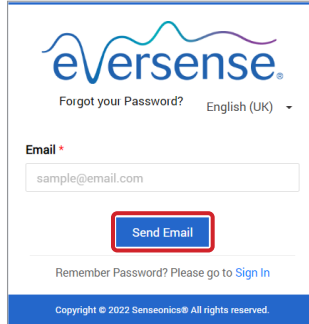 eversense®
Forgot your Password?
English (UK)
Email *
sample@email.com
Send Email
Remember Password? Please go to Sign In
Copyright © 2022 Senseonics® All rights reserved.